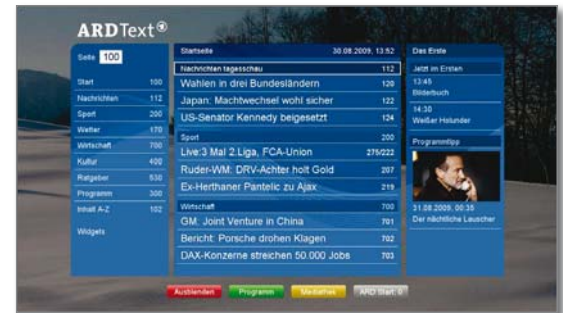 ARDText
Seite 100
Start 100
Nachrichten 112
Sport 200
Wetter 170
Wirtschaft 700
Kultur 400
Ratgeber 530
Programm 300
Inhalt A-Z 102
Widgets
Startseite 30.08.2009, 13:52
Nachrichten tagesschau 112
Wahlen in drei Bundesländern 120
Japan: Machtwechsel wohl sicher 122
US-Senator Kennedy beigesetzt 124
Sport 200
Live:3 Mal 2.Liga, FCA-Union 275/222
Ruder-WM: DRV-Achter holt Gold 207
Ex-Herthaner Pantelic zu Ajax 219
Wirtschaft 700
GM: Joint Venture in China 701
Bericht: Porsche drohen Klagen 702
DAX-Konzerne streichen 50.000 Jobs 703
Das Erste
Jetzt im Ersten
13:45
Bilderbuch
14:30
Weißer Holunder
Programmtipp
31.08.2009, 00:35
Der nächtliche Lauscher
Ausblenden Programm Mediathek ARD Start: 0